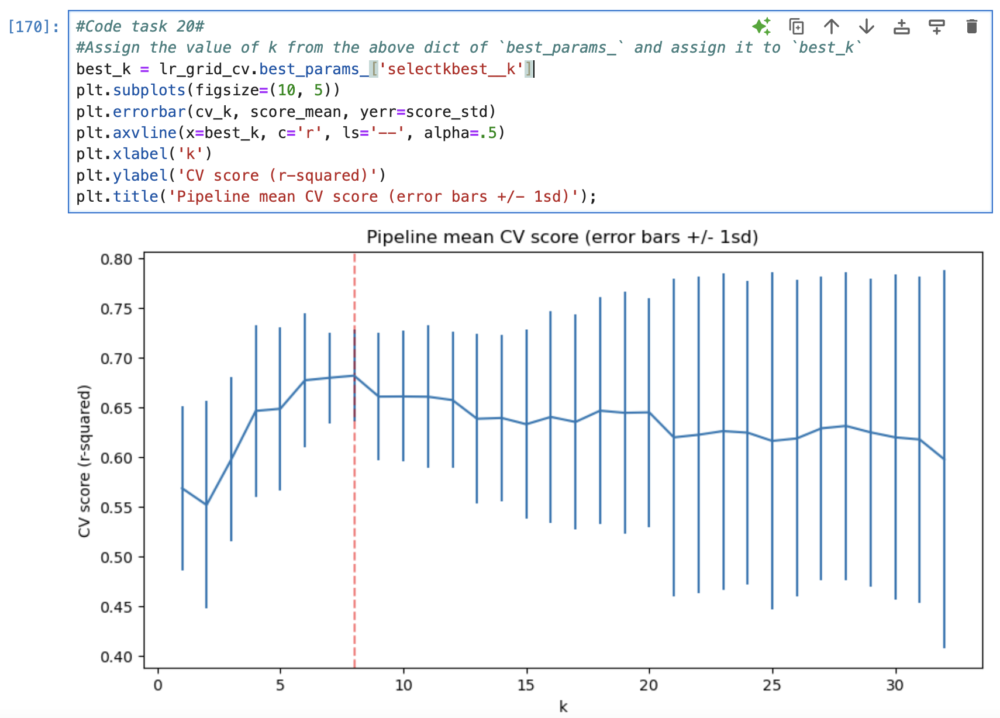 [170]:
#Code task 20#
#Assign the value of k from the above dict of `best_params_` and assign it to `best_k`
best_k = lr_grid_cv.best_params_['selectkbest__k']
plt.subplots(figsize=(10, 5))
plt.errorbar(cv_k, score_mean, yerr=score_std)
plt.axvline(x=best_k, c='r', ls='--', alpha=.5)
plt.xlabel('k')
plt.ylabel('CV score (r-squared)')
plt.title('Pipeline mean CV score (error bars +/- 1sd)');
Pipeline mean CV score (error bars +/- 1sd)
CV score (r-squared)
0.80
0.75
0.70
0.65
0.60
0.55
0.50
0.45
0.40
0 5 10 15 20 25 30
k